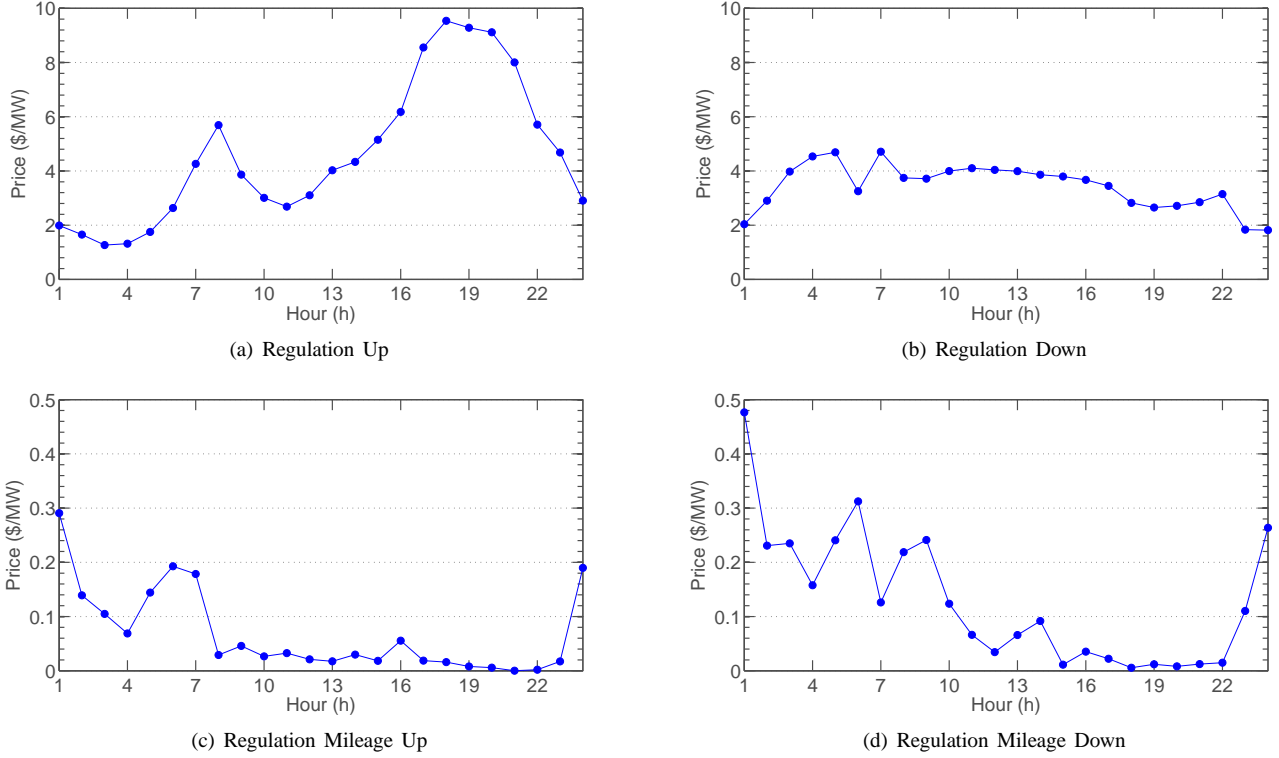 10
8
6
4
2
0
Price ($/MW)
1 4 7 10 13 16 19 22
Hour (h)
(a) Regulation Up
10
8
6
4
2
0
Price ($/MW)
1 4 7 10 13 16 19 22
Hour (h)
(b) Regulation Down
0.5
0.4
0.3
0.2
0.1
0
Price ($/MW)
1 4 7 10 13 16 19 22
Hour (h)
(c) Regulation Mileage Up
0.5
0.4
0.3
0.2
0.1
0
Price ($/MW)
1 4 7 10 13 16 19 22
Hour (h)
(d) Regulation Mileage Down